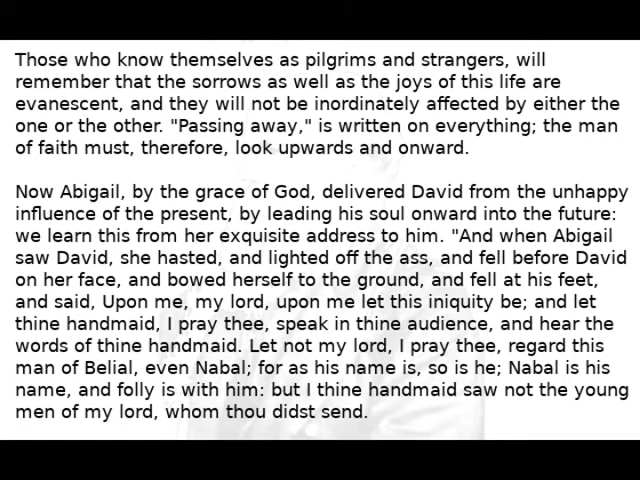 Those who know themselves as pilgrims and strangers, will
remember that the sorrows as well as the joys of this life are
evanescent, and they will not be inordinately affected by either the
one or the other. "Passing away," is written on everything; the man
of faith must, therefore, look upwards and onward.
Now Abigail, by the grace of God, delivered David from the unhappy
influence of the present, by leading his soul onward into the future:
we learn this from her exquisite address to him. "And when Abigail
saw David, she hasted, and lighted off the ass, and fell before David
on her face, and bowed herself to the ground, and fell at his feet,
and said, Upon me, my lord, upon me let this iniquity be; and let
thine handmaid, I pray thee, speak in thine audience, and hear the
words of thine handmaid. Let not my lord, I pray thee, regard this
man of Belial, even Nabal; for as his name is, so is he; Nabal is his
name, and folly is with him: but I thine handmaid saw not the young
men of my lord, whom thou didst send.